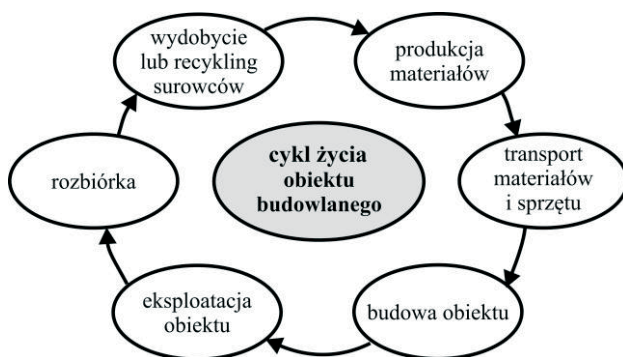 wydobycie
lub recykling
surowców
produkcja
materiałów
transport
materiałów
i sprzętu
budowa obiektu
eksploatacja
obiektu
rozbiórka
cykl życia
obiektu
budowlanego